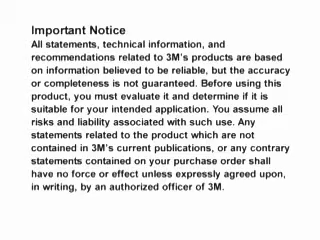 Important Notice
All statements, technical information, and
recommendations related to 3M's products are based
on information believed to be reliable, but the accuracy
or completeness is not guaranteed. Before using this
product, you must evaluate it and determine if it is
suitable for your intended application. You assume all
risks and liability associated with such use. Any
statements related to the product which are not
contained in 3M's current publications, or any contrary
statements contained on your purchase order shall
have no force or effect unless expressly agreed upon,
in writing, by an authorized officer of 3M.